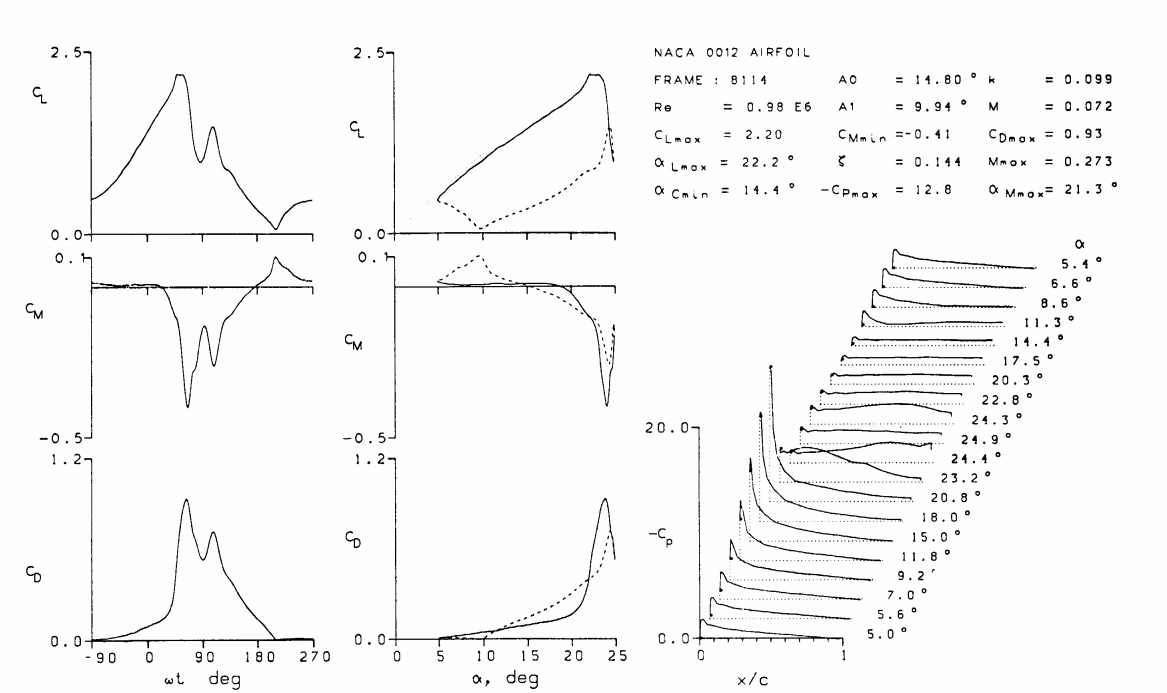 NACA 0012 AIRFOIL
FRAME : 8114 A0 = 14.80 ° k = 0.099
Re = 0.98 E6 A1 = 9.94 ° M = 0.072
CLmax = 2.20 CMmin =-0.41 CDmax = 0.93
αLmax = 22.2 ° ζ = 0.144 Mmax = 0.273
αCmin = 14.4 ° -CPmax = 12.8 αMmax= 21.3 °
2.5
CL
0.0
0.1
CM
-0.5
1.2
CD
0.0
-90 0 90 180 270
ωt deg
2.5
CL
0.0
0.1
CM
-0.5
1.2
CD
0.0
0 5 10 15 20 25
α, deg
α
5.4 °
6.6 °
8.6 °
11.3 °
14.4 °
17.5 °
20.3 °
22.8 °
24.3 °
24.9 °
24.4 °
23.2 °
20.8 °
18.0 °
15.0 °
11.8 °
9.2 °
7.0 °
5.6 °
5.0 °
20.0
-Cp
0.0
0 1
x/c